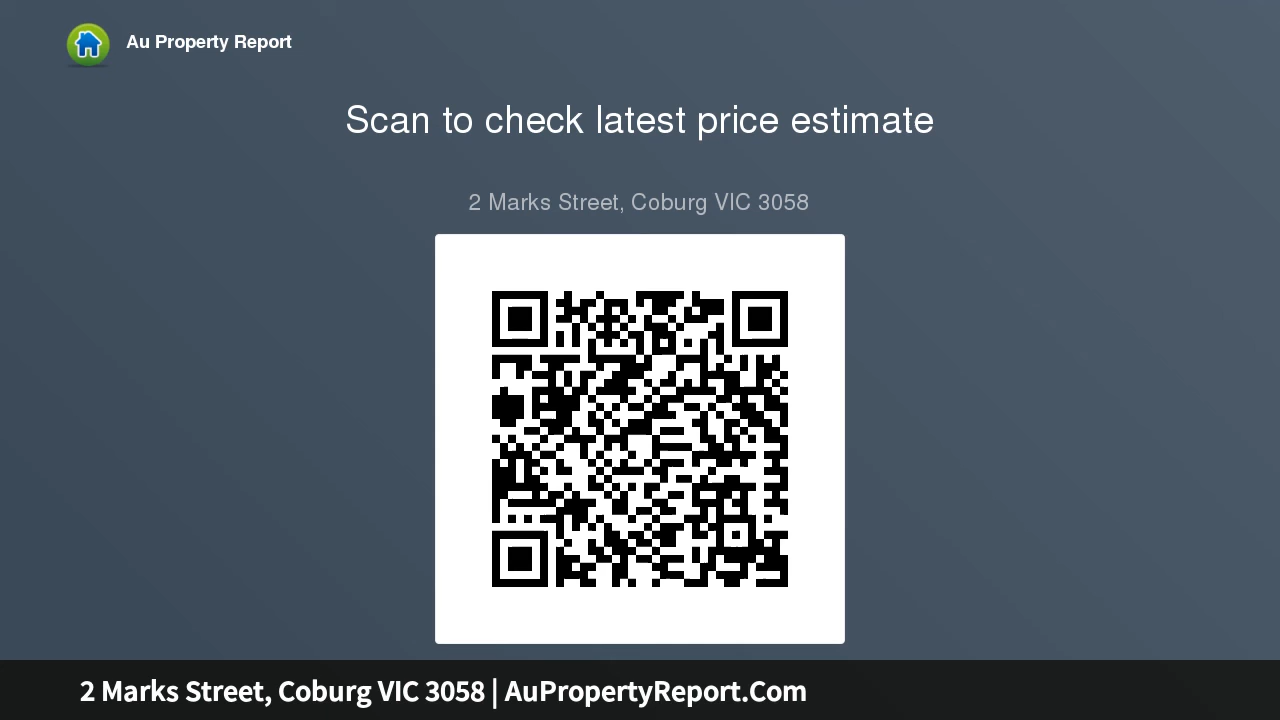 Au Property Report
Scan to check latest price estimate
2 Marks Street, Coburg VIC 3058
2 Marks Street, Coburg VIC 3058 | AuPropertyReport.Com